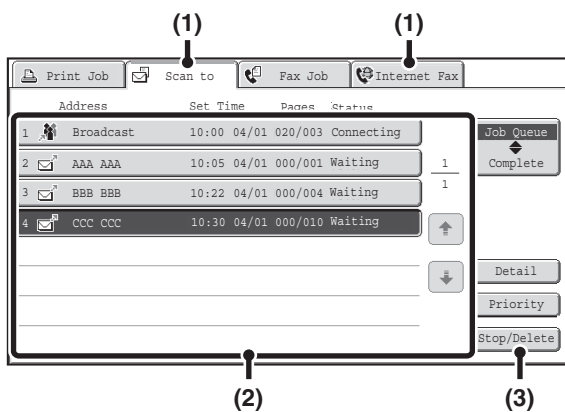 (1) (1)
Print Job Scan to Fax Job Internet Fax
Address Set Time Pages Status
1 Broadcast 10:00 04/01 020/003 Connecting
2 AAA AAA 10:05 04/01 000/001 Waiting
3 BBB BBB 10:22 04/01 000/004 Waiting
4 CCC CCC 10:30 04/01 000/010 Waiting
1
1
Job Queue
Complete
Detail
Priority
Stop/Delete
(2) (3)